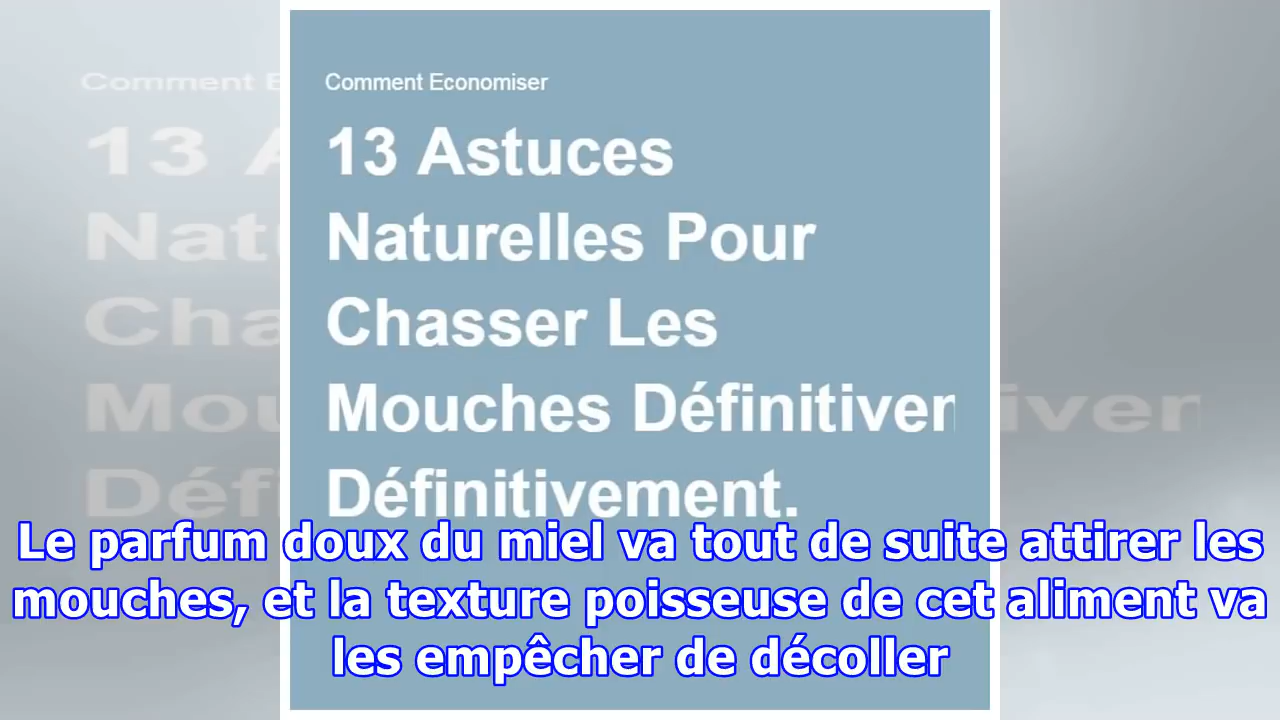 Comment Economiser
13 Astuces
Naturelles Pour
Chasser Les
Mouches Définitiver
Définitivement.
Le parfum doux du miel va tout de suite attirer les
mouches, et la texture poisseuse de cet aliment va
les empêcher de décoller